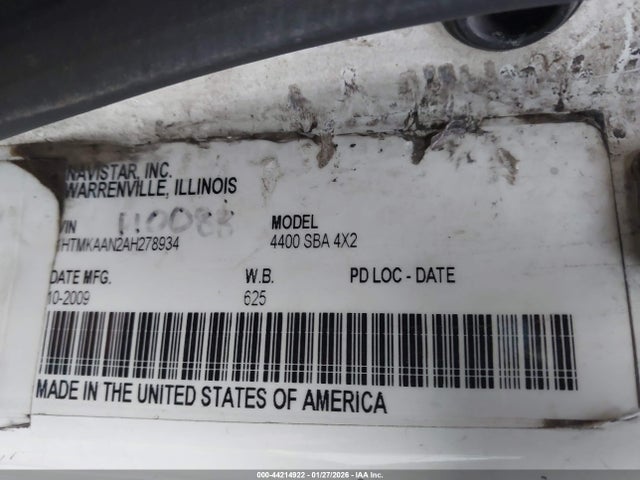 NAVISTAR, INC.
WARRENVILLE, ILLINOIS
VIN 110088 MODEL
1HTMKAAN2AH278934 4400 SBA 4X2
DATE MFG. W.B. PD LOC - DATE
10-2009 625
MADE IN THE UNITED STATES OF AMERICA
000-44214922 - 01/27/2026 - © IAA Inc.